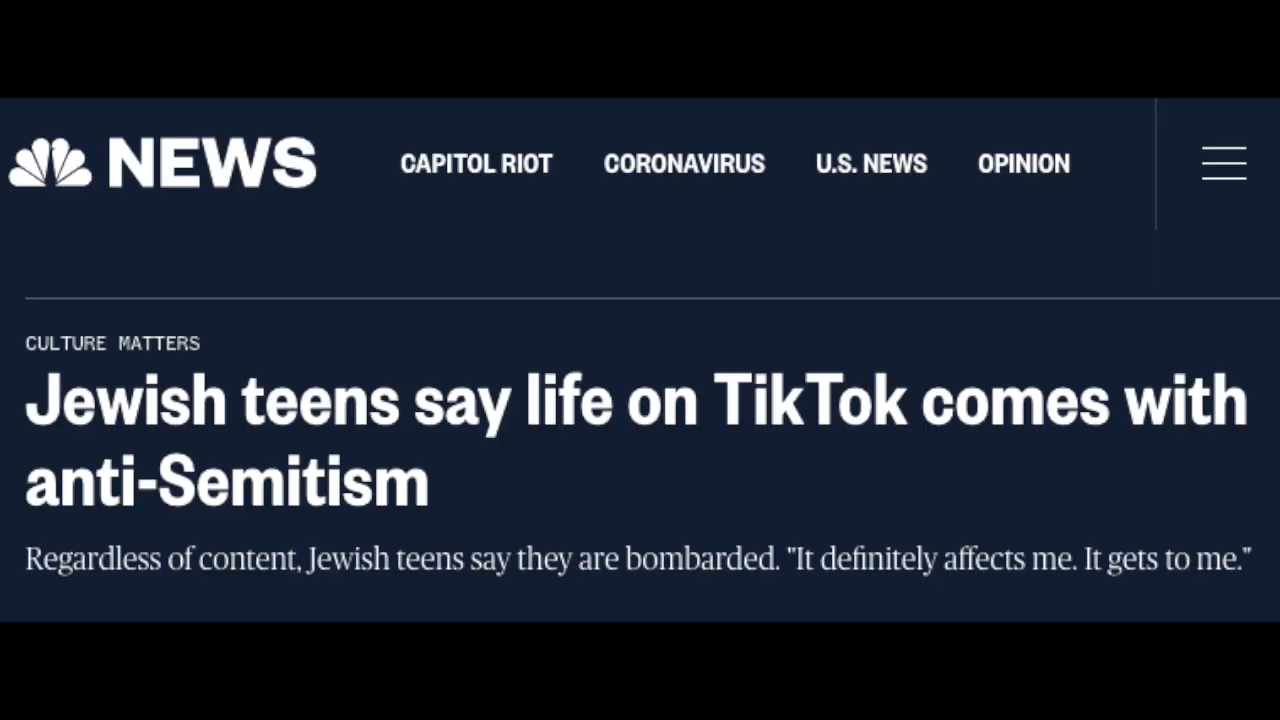 NEWS CAPITOL RIOT CORONAVIRUS U.S. NEWS OPINION
CULTURE MATTERS
Jewish teens say life on TikTok comes with
anti-Semitism
Regardless of content, Jewish teens say they are bombarded. "It definitely affects me. It gets to me."